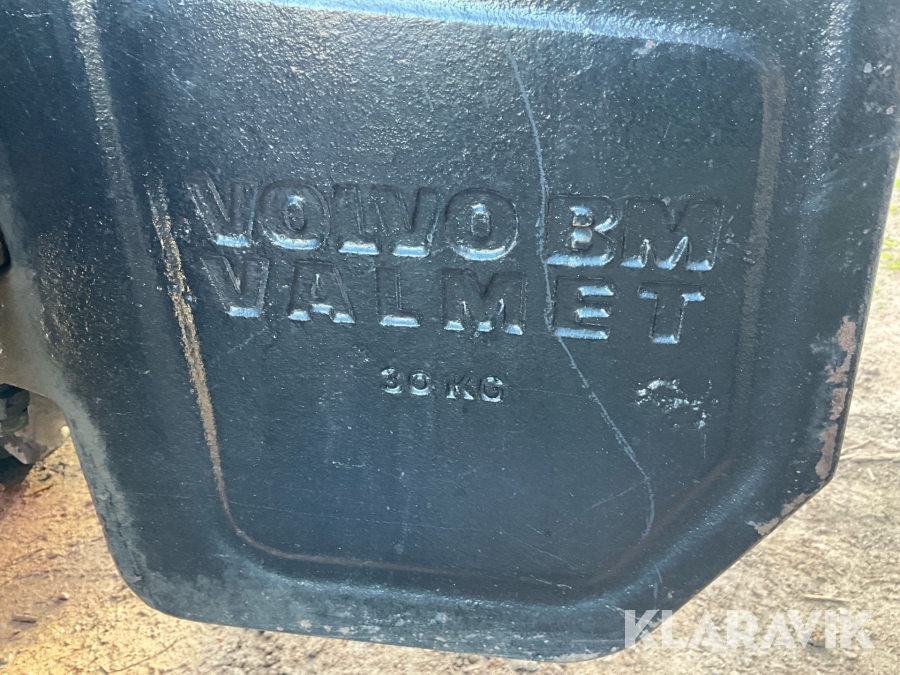 VOLVO BM
VALMET
30 KG
KLARAVIK